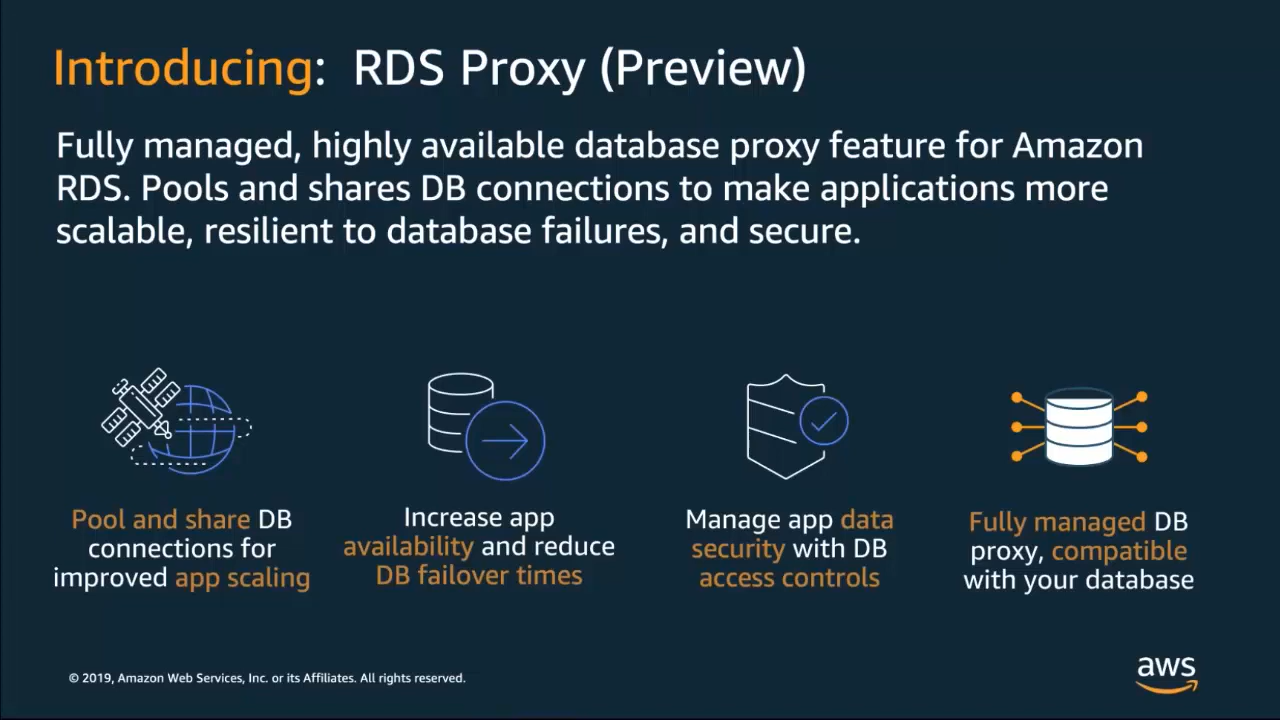 Introducing: RDS Proxy (Preview)
Fully managed, highly available database proxy feature for Amazon
RDS. Pools and shares DB connections to make applications more
scalable, resilient to database failures, and secure.
Pool and share DB
connections for
improved app scaling
Increase app
availability and reduce
DB failover times
Manage app data
security with DB
access controls
Fully managed DB
proxy, compatible
with your database
© 2019, Amazon Web Services, Inc. or its Affiliates. All rights reserved.
aws